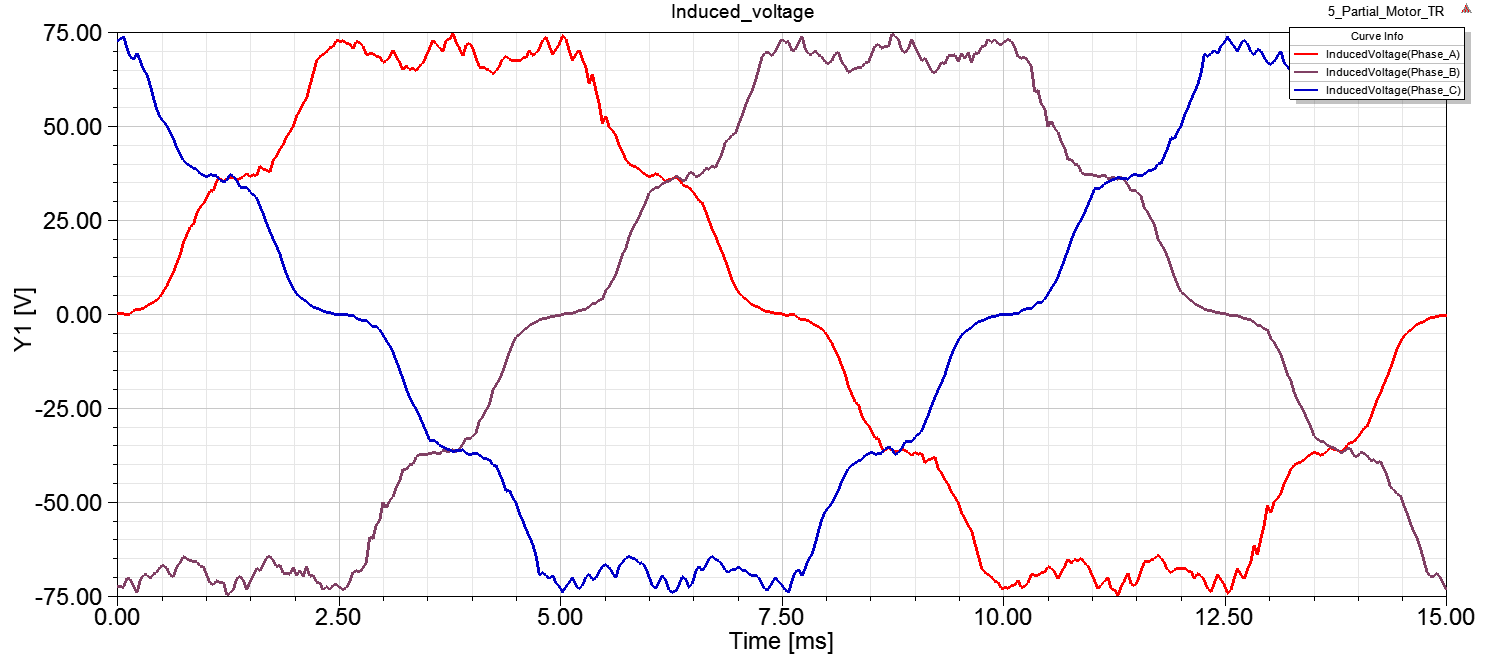 Induced_voltage
5_Partial_Motor_TR
Curve Info
InducedVoltage(Phase_A)
InducedVoltage(Phase_B)
InducedVoltage(Phase_C)
75.00
50.00
25.00
0.00
-25.00
-50.00
-75.00
Y1 [V]
0.00 2.50 5.00 7.50 10.00 12.50 15.00
Time [ms]